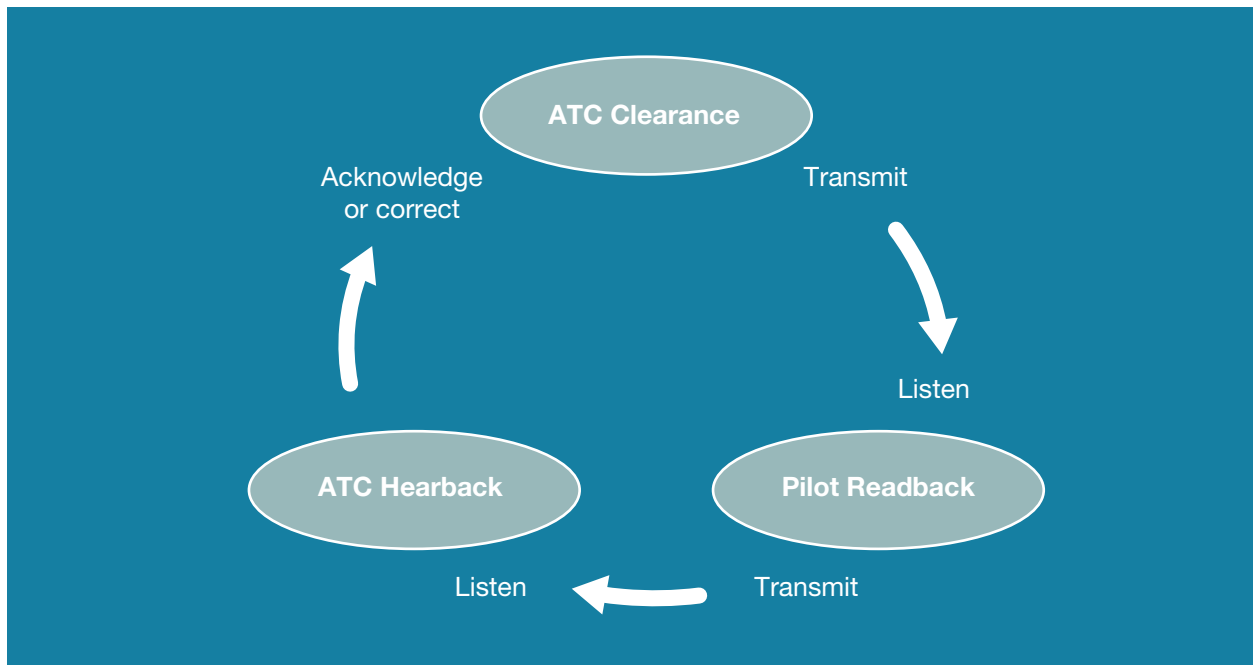 ATC Clearance
Acknowledge
or correct
Transmit
Listen
ATC Hearback
Pilot Readback
Listen
Transmit